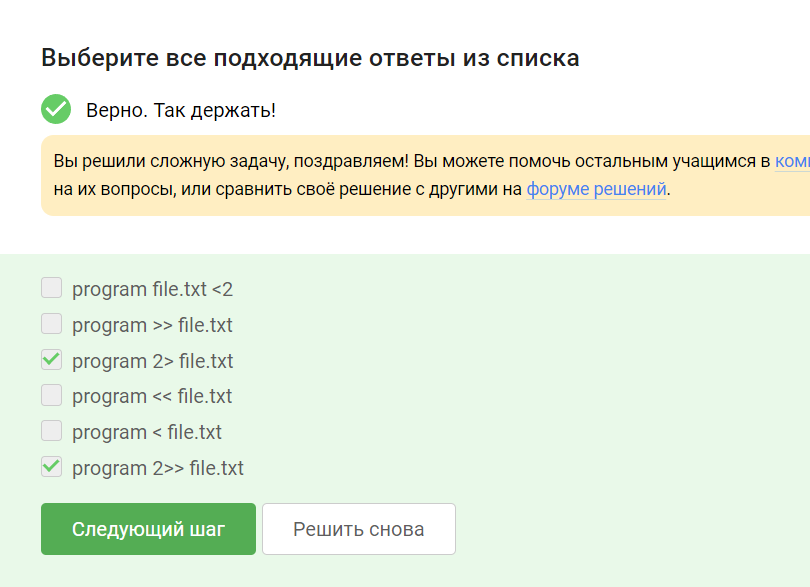 Выберите все подходящие ответы из списка
Верно. Так держать!
Вы решили сложную задачу, поздравляем! Вы можете помочь остальным учащимся в
на их вопросы, или сравнить своё решение с другими на форуме решений.
program file.txt <2
program >> file.txt
program 2> file.txt
program << file.txt
program < file.txt
program 2>> file.txt
Следующий шаг
Решить снова